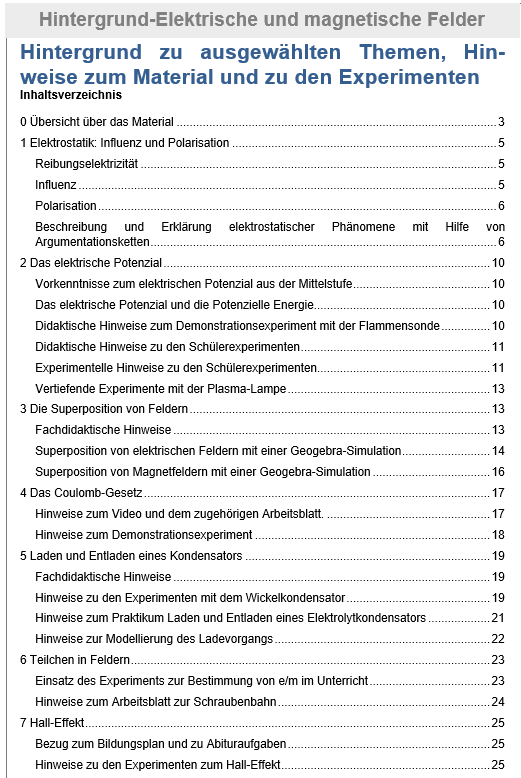 Hintergrund-Elektrische und magnetische Felder
Hintergrund zu ausgewählten Themen, Hin-
weise zum Material und zu den Experimenten
Inhaltsverzeichnis
0 Übersicht über das Material ... 3
1 Elektrostatik: Influenz und Polarisation ... 5
Reibungselektrizität ... 5
Influenz ... 5
Polarisation ... 6
Beschreibung und Erklärung elektrostatischer Phänomene mit Hilfe von
Argumentationsketten ... 6
2 Das elektrische Potenzial ... 10
Vorkenntnisse zum elektrischen Potenzial aus der Mittelstufe ... 10
Das elektrische Potenzial und die Potenzielle Energie ... 10
Didaktische Hinweise zum Demonstrationsexperiment mit der Flammensonde ... 10
Didaktische Hinweise zu den Schülerexperimenten ... 11
Experimentelle Hinweise zu den Schülerexperimenten ... 11
Vertiefende Experimente mit der Plasma-Lampe ... 13
3 Die Superposition von Feldern ... 13
Fachdidaktische Hinweise ... 13
Superposition von elektrischen Feldern mit einer Geogebra-Simulation ... 14
Superposition von Magnetfeldern mit einer Geogebra-Simulation ... 16
4 Das Coulomb-Gesetz ... 17
Hinweise zum Video und dem zugehörigen Arbeitsblatt. ... 17
Hinweise zum Demonstrationsexperiment ... 18
5 Laden und Entladen eines Kondensators ... 19
Fachdidaktische Hinweise ... 19
Hinweise zu den Experimenten mit dem Wickelkondensator ... 19
Hinweise zum Praktikum Laden und Entladen eines Elektrolytkondensators ... 21
Hinweise zur Modellierung des Ladevorgangs ... 22
6 Teilchen in Feldern ... 23
Einsatz des Experiments zur Bestimmung von e/m im Unterricht ... 23
Hinweise zum Arbeitsblatt zur Schraubenbahn ... 24
7 Hall-Effekt ... 25
Bezug zum Bildungsplan und zu Abituraufgaben ... 25
Hinweise zu den Experimenten zum Hall-Effekt ... 25